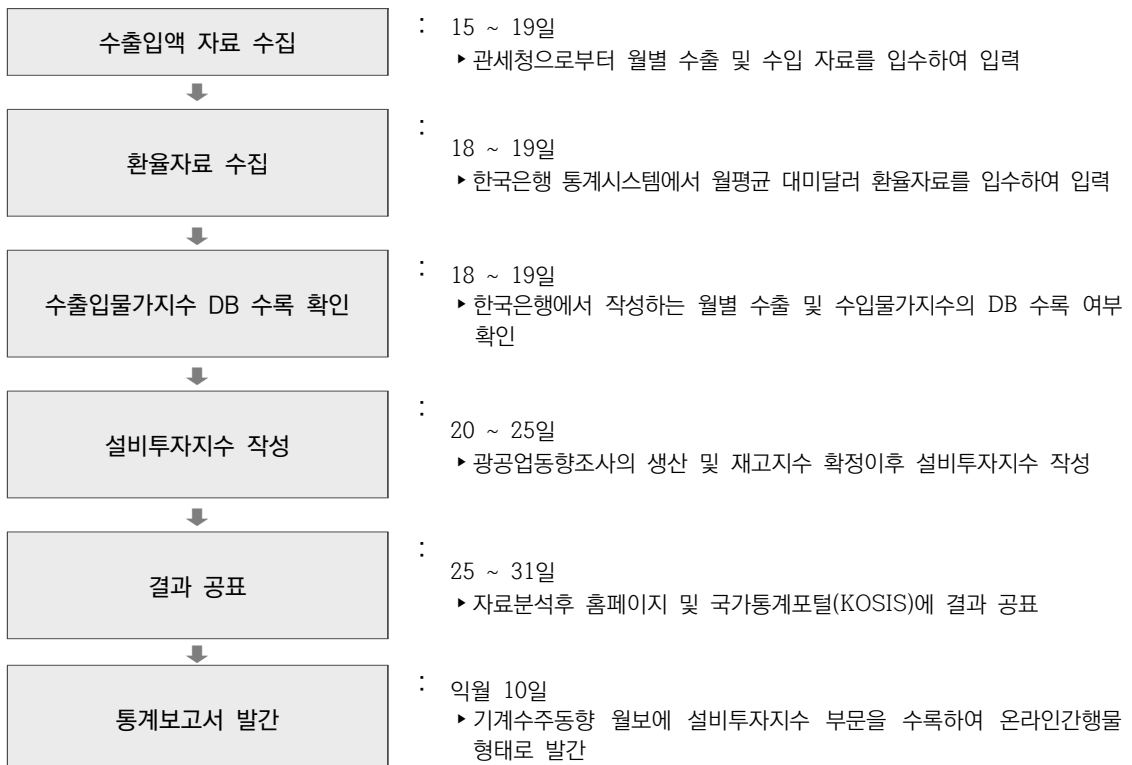 수출입액 자료 수집
: 15 ~ 19일
▸관세청으로부터 월별 수출 및 수입 자료를 입수하여 입력
환율자료 수집
:
18 ~ 19일
▸한국은행 통계시스템에서 월평균 대미달러 환율자료를 입수하여 입력
수출입물가지수 DB 수록 확인
: 18 ~ 19일
▸한국은행에서 작성하는 월별 수출 및 수입물가지수의 DB 수록 여부
확인
설비투자지수 작성
:
20 ~ 25일
▸광공업동향조사의 생산 및 재고지수 확정이후 설비투자지수 작성
결과 공표
:
25 ~ 31일
▸자료분석후 홈페이지 및 국가통계포털(KOSIS)에 결과 공표
통계보고서 발간
: 익월 10일
▸기계수주동향 월보에 설비투자지수 부문을 수록하여 온라인간행물
형태로 발간